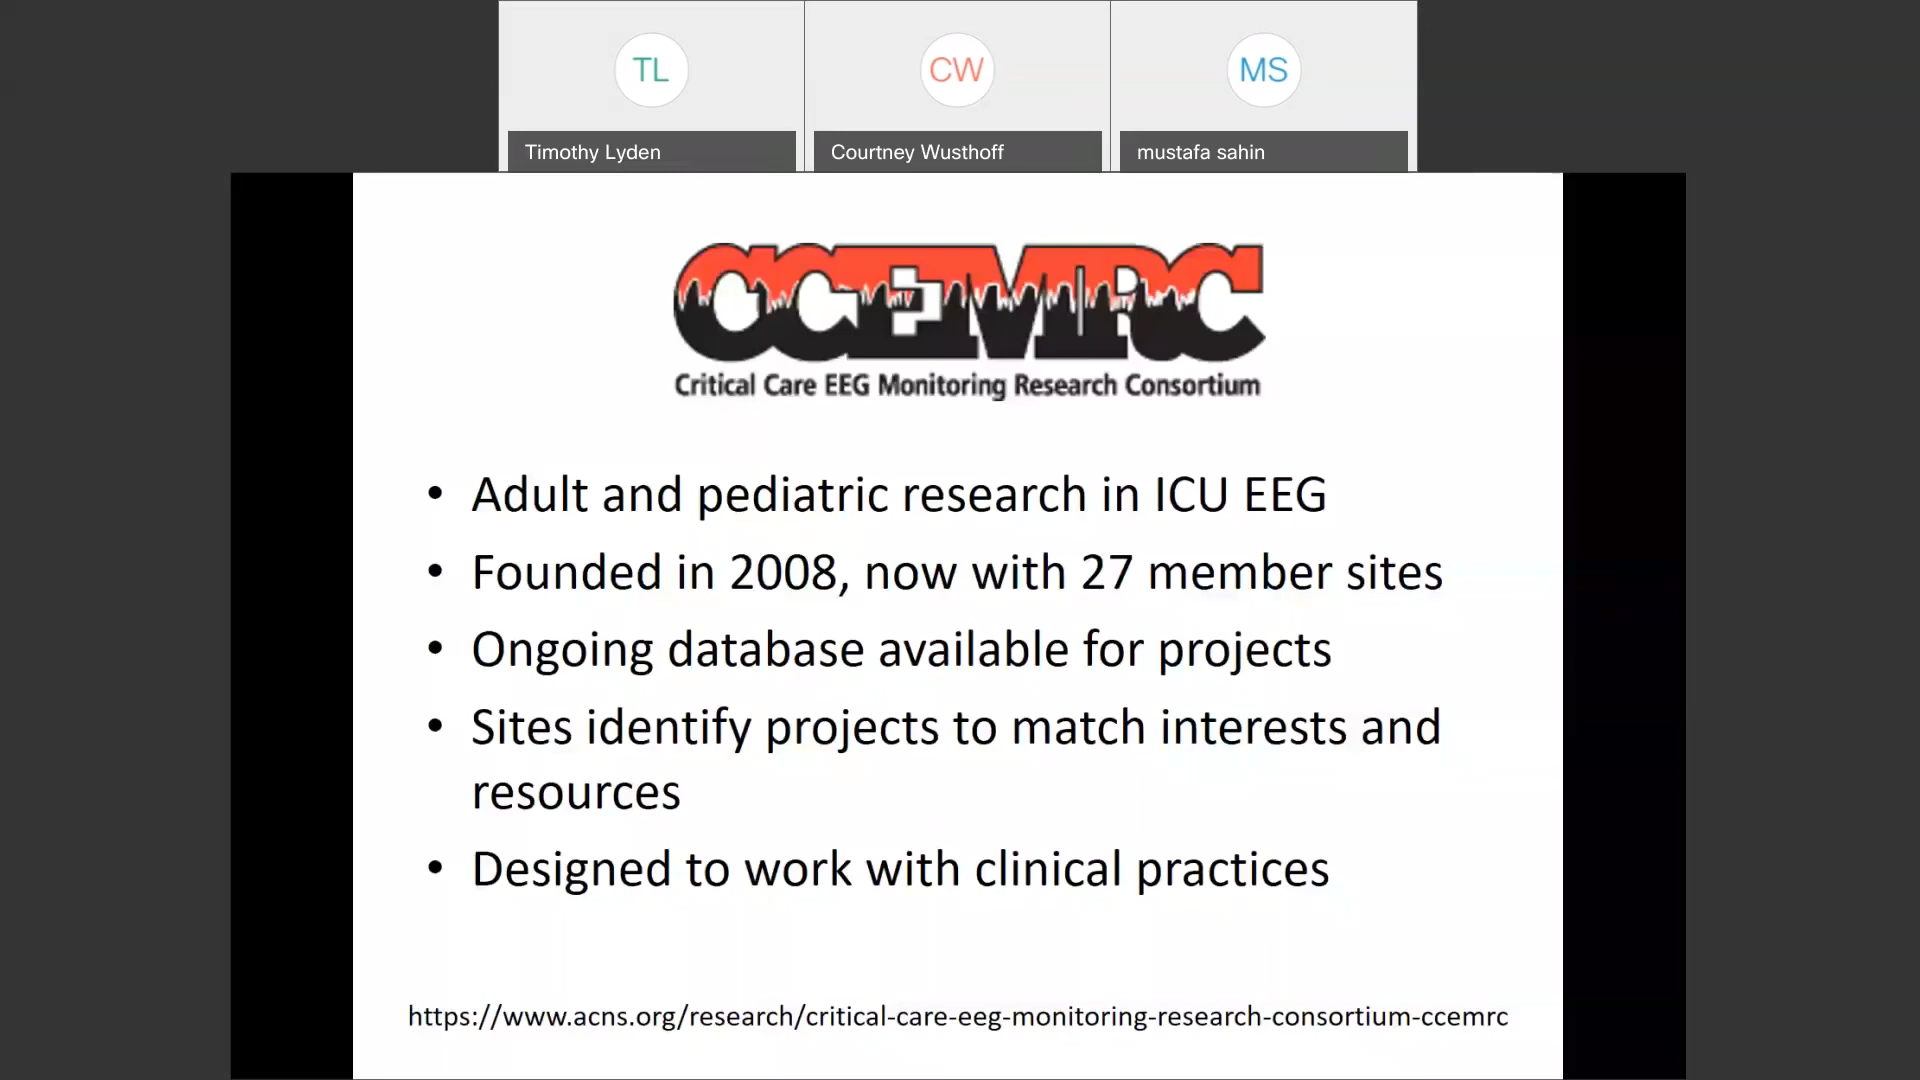 TL
CW
MS
Timothy Lyden
Courtney Wusthoff
mustafa sahin
CCEMRC
Critical Care EEG Monitoring Research Consortium
• Adult and pediatric research in ICU EEG
• Founded in 2008, now with 27 member sites
• Ongoing database available for projects
• Sites identify projects to match interests and
resources
• Designed to work with clinical practices
https://www.acns.org/research/critical-care-eeg-monitoring-research-consortium-ccemrc